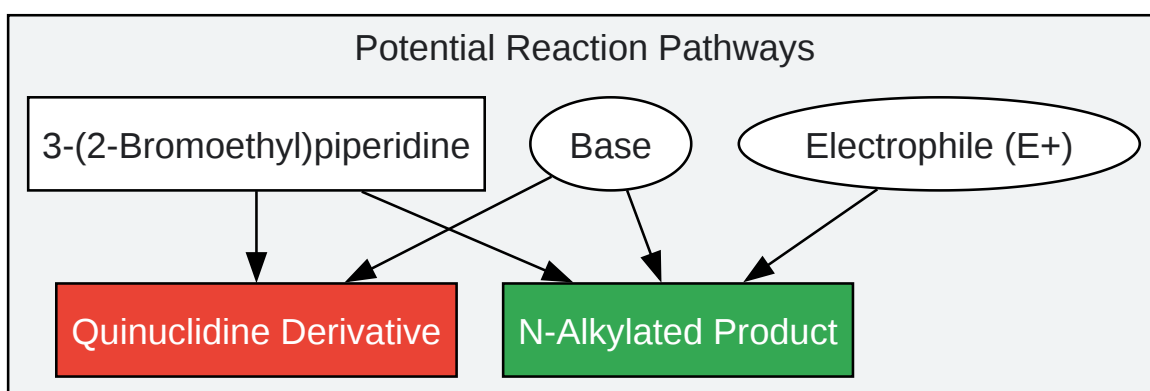 Potential Reaction Pathways
3-(2-Bromoethyl)piperidine
Base
Electrophile (E+)
Quinuclidine Derivative
N-Alkylated Product